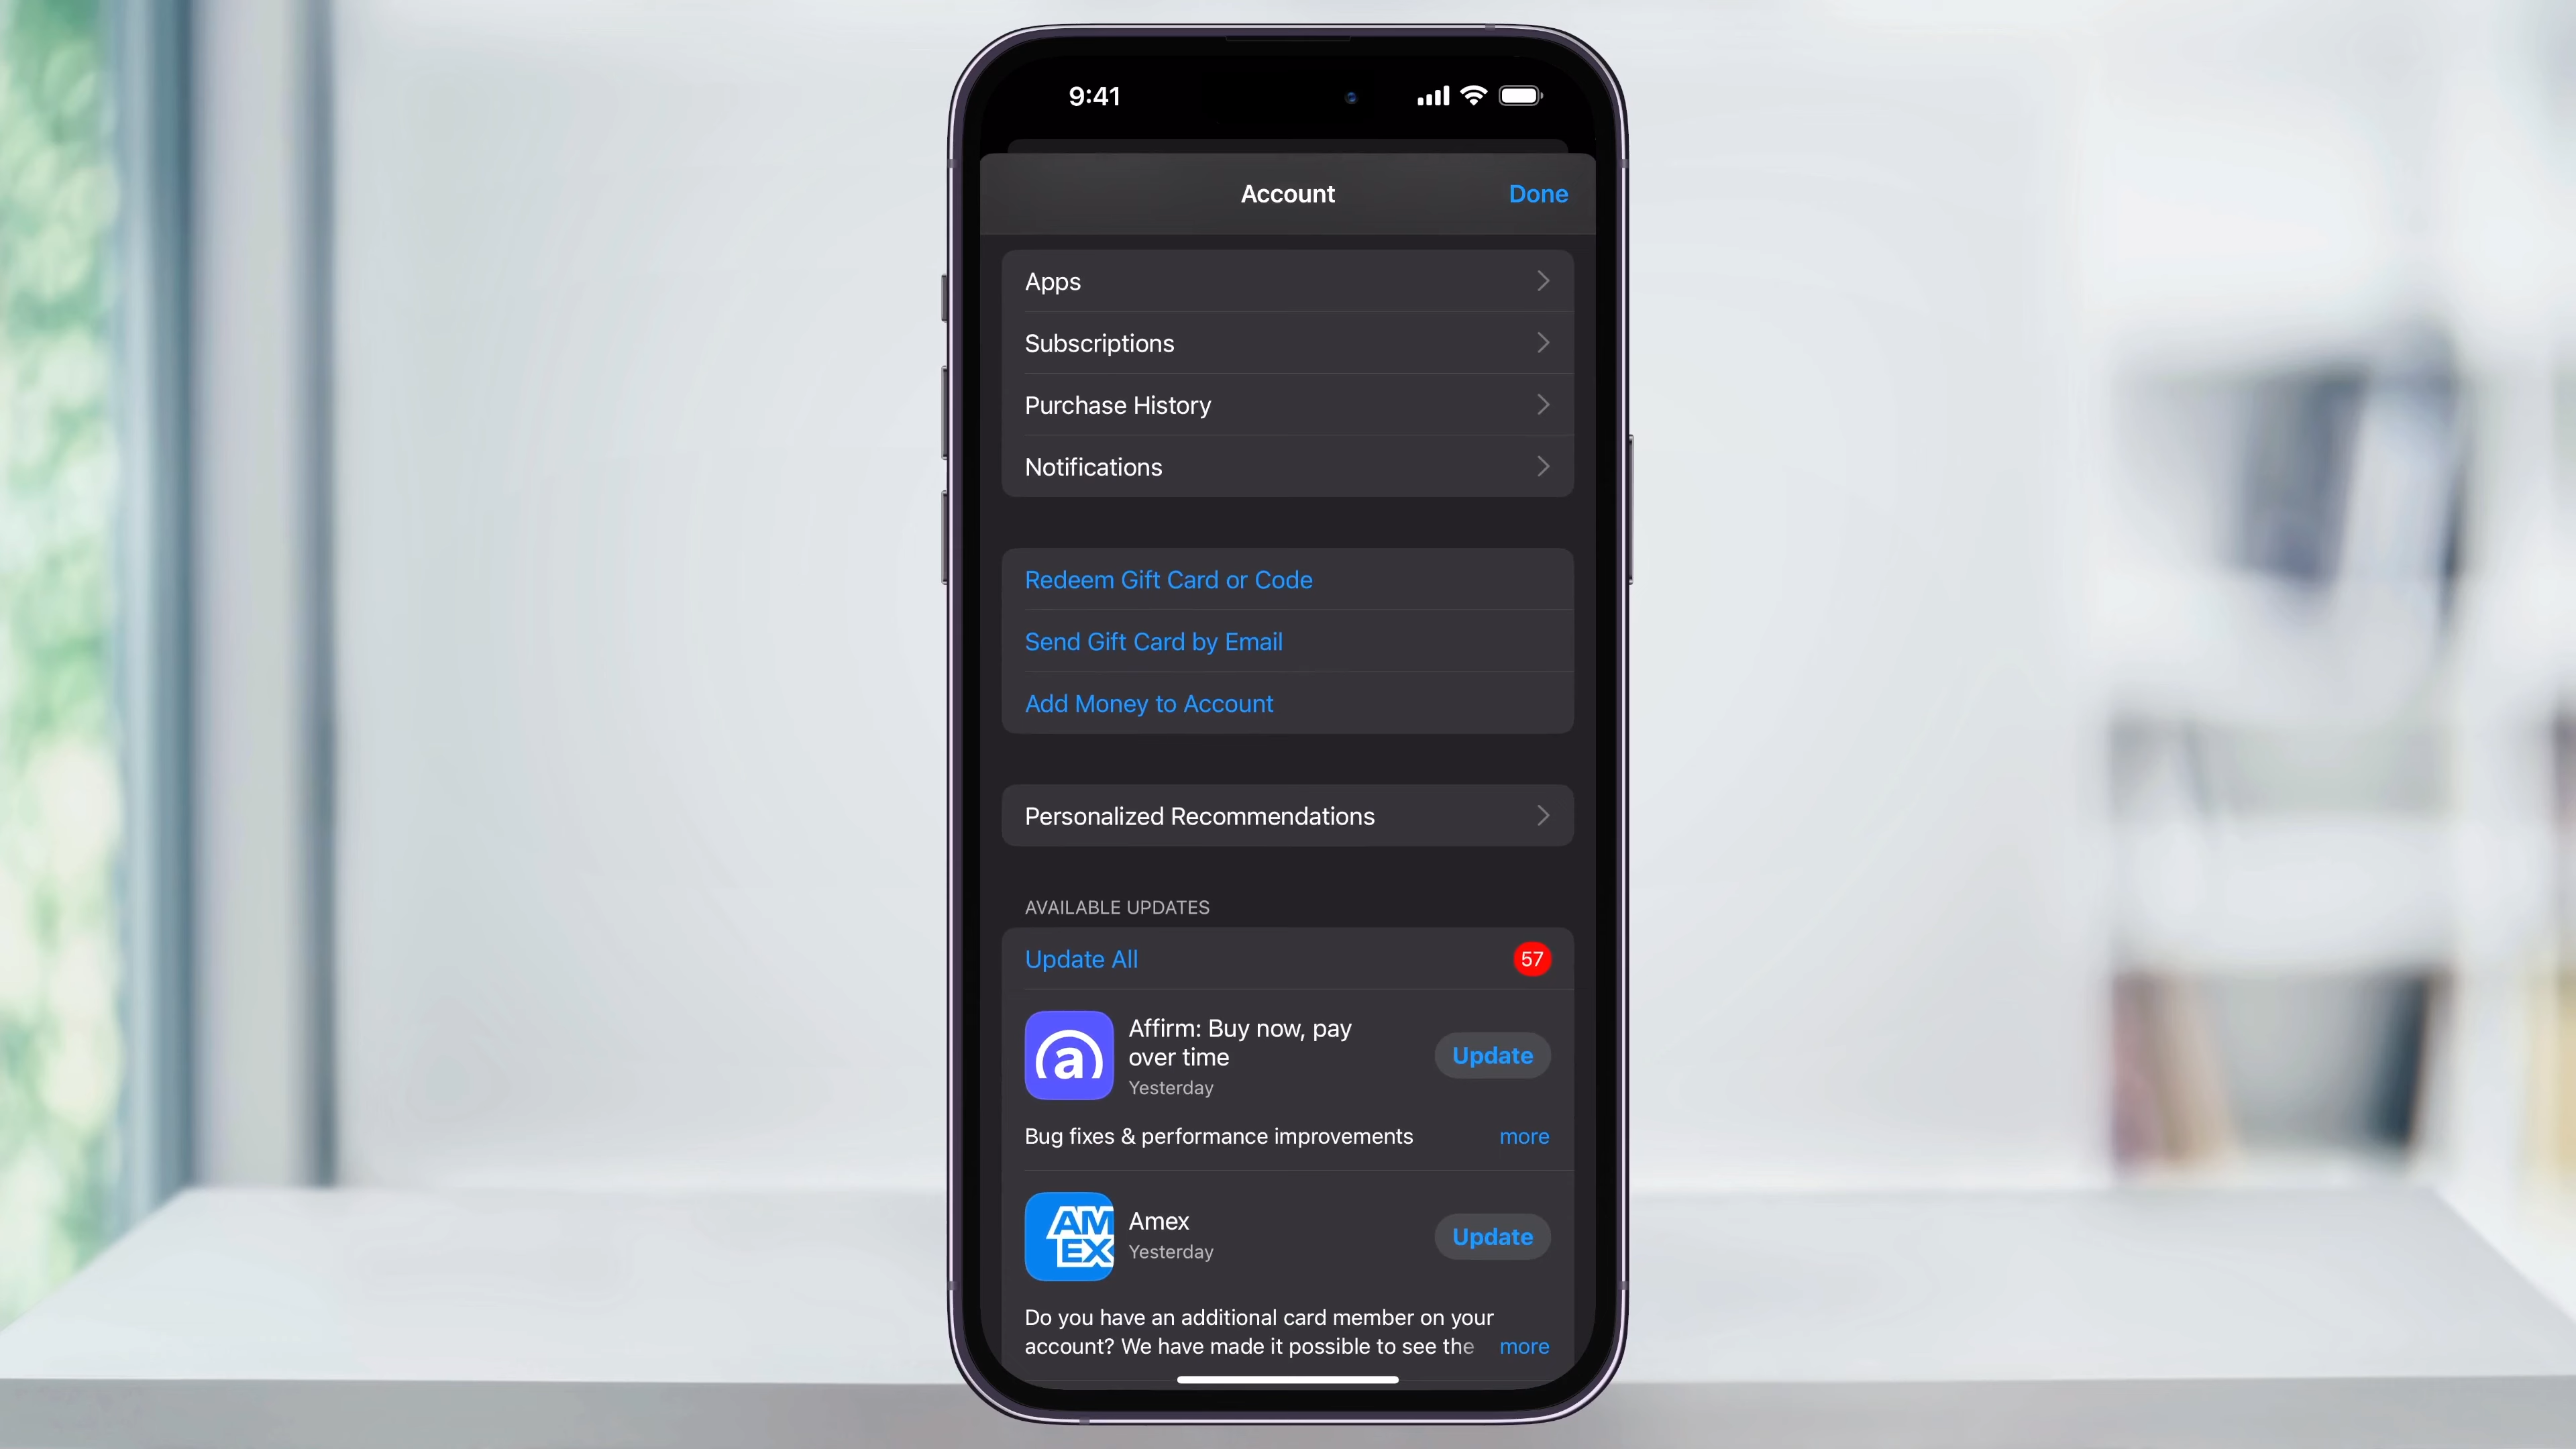 9:41
Account
Done
Apps
Subscriptions
Purchase History
Notifications
Redeem Gift Card or Code
Send Gift Card by Email
Add Money to Account
Personalized Recommendations
AVAILABLE UPDATES
Update All
57
a
Affirm: Buy now, pay
over time
Yesterday
Update
Bug fixes & performance improvements
more
AM
EX
Amex
Yesterday
Update
Do you have an additional card member on your
account? We have made it possible to see the
more